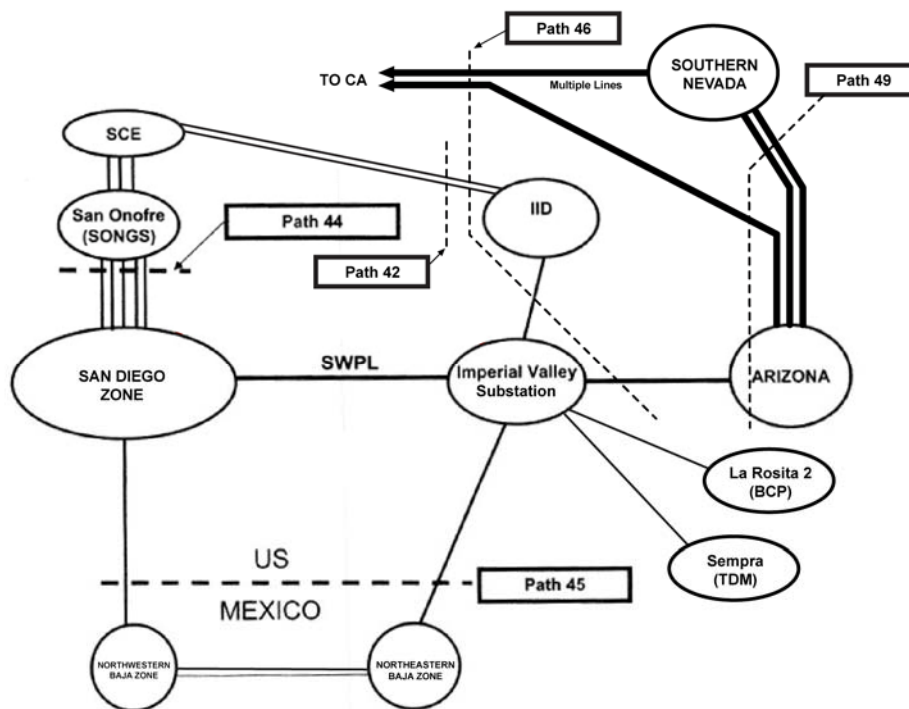 Path 46
SOUTHERN
NEVADA
Path 49
TO CA
Multiple Lines
SCE
San Onofre
(SONGS)
Path 44
IID
Path 42
SAN DIEGO
ZONE
SWPL
Imperial Valley
Substation
ARIZONA
La Rosita 2
(BCP)
Sempra
(TDM)
US
Path 45
MEXICO
NORTHWESTERN
BAJA ZONE
NORTHEASTERN
BAJA ZONE